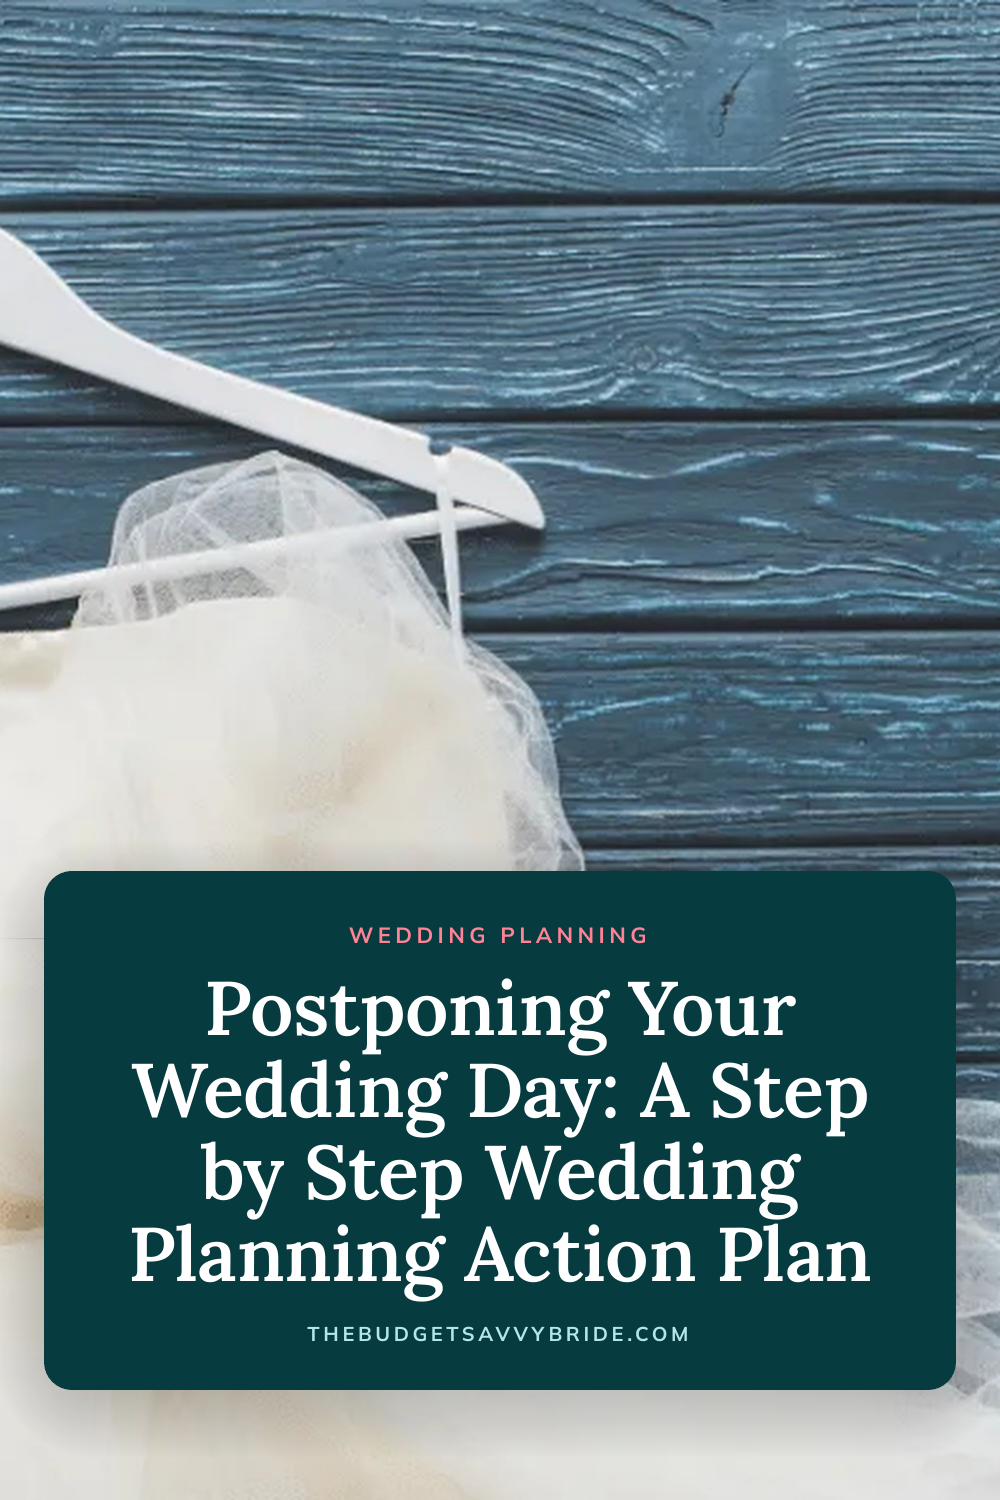 WEDDING PLANNING
Postponing Your
Wedding Day: A Step
by Step Wedding
Planning Action Plan
THEBUDGETSAVVYBRIDE.COM